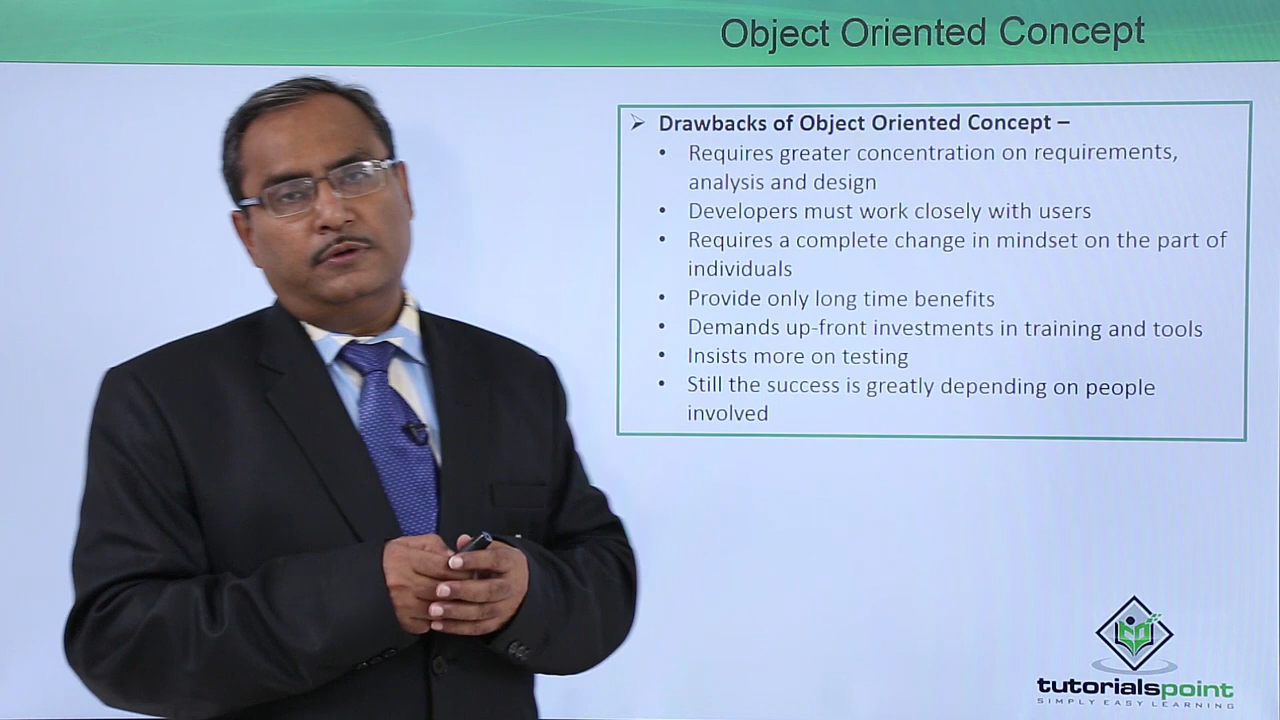 Object Oriented Concept
➢ Drawbacks of Object Oriented Concept –
• Requires greater concentration on requirements,
analysis and design
• Developers must work closely with users
• Requires a complete change in mindset on the part of
individuals
• Provide only long time benefits
• Demands up-front investments in training and tools
• Insists more on testing
• Still the success is greatly depending on people
involved
tutorialspoint
SIMPLY EASY LEARNING